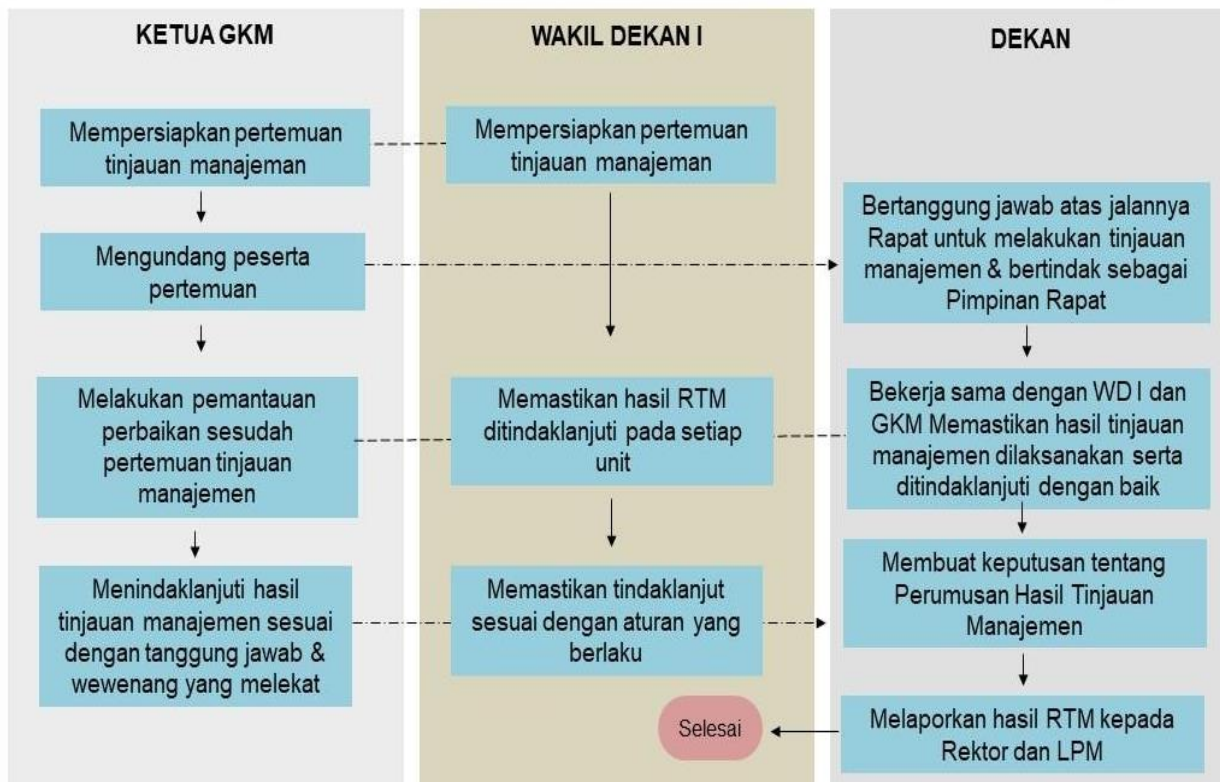 KETUA GKM
Mempersiapkan pertemuan
tinjauan manajeman
Mengundang peserta
pertemuan
Melakukan pemantauan
perbaikan sesudah
pertemuan tinjauan
manajemen
Menindaklanjuti hasil
tinjauan manajemen sesuai
dengan tanggung jawab &
wewenang yang melekat
WAKIL DEKAN I
Mempersiapkan pertemuan
tinjauan manajeman
Memastikan hasil RTM
ditindaklanjuti pada setiap
unit
Memastikan tindaklanjut
sesuai dengan aturan yang
berlaku
DEKAN
Bertanggung jawab atas jalannya
Rapat untuk melakukan tinjauan
manajemen & bertindak sebagai
Pimpinan Rapat
Bekerja sama dengan WD I dan
GKM Memastikan hasil tinjauan
manajemen dilaksanakan serta
ditindaklanjuti dengan baik
Membuat keputusan tentang
Perumusan Hasil Tinjauan
Manajemen
Melaporkan hasil RTM kepada
Rektor dan LPM
Selesai